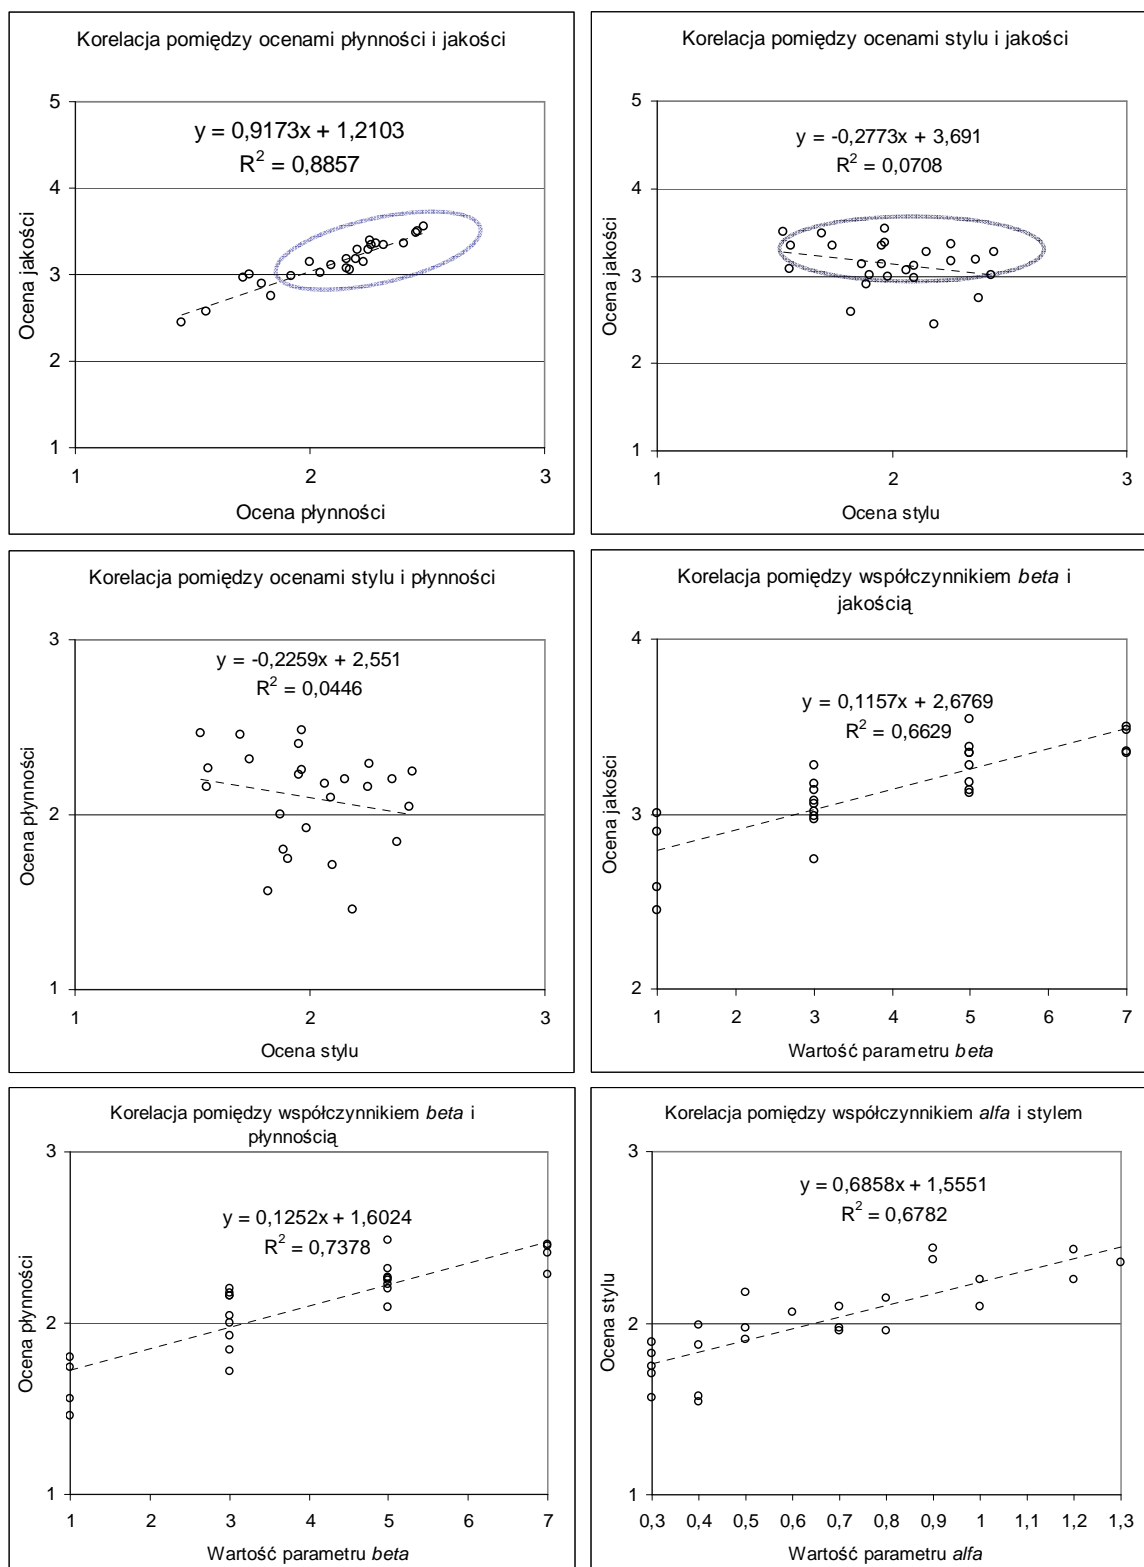 Korelacja pomiędzy ocenami płynności i jakości
5
y = 0,9173x + 1,2103
R² = 0,8857
4
3
2
1
1 2 3
Ocena jakości
Ocena płynności
Korelacja pomiędzy ocenami stylu i jakości
5
y = -0,2773x + 3,691
R² = 0,0708
4
3
2
1
1 2 3
Ocena jakości
Ocena stylu
Korelacja pomiędzy ocenami stylu i płynności
3
y = -0,2259x + 2,551
R² = 0,0446
2
1
1 2 3
Ocena płynności
Ocena stylu
Korelacja pomiędzy współczynnikiem beta i
jakością
4
y = 0,1157x + 2,6769
R² = 0,6629
3
2
1 2 3 4 5 6 7
Ocena jakości
Wartość parametru beta
Korelacja pomiędzy współczynnikiem beta i
płynnością
3
y = 0,1252x + 1,6024
R² = 0,7378
2
1
1 2 3 4 5 6 7
Ocena płynności
Wartość parametru beta
Korelacja pomiędzy współczynnikiem alfa i stylem
3
y = 0,6858x + 1,5551
R² = 0,6782
2
1
0,3 0,4 0,5 0,6 0,7 0,8 0,9 1 1,1 1,2 1,3
Ocena stylu
Wartość parametru alfa